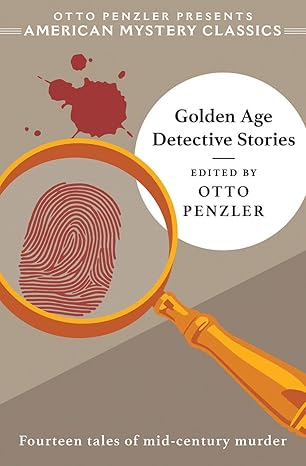 OTTO PENZLER PRESENTS
AMERICAN MYSTERY CLASSICS
Golden Age
Detective Stories
EDITED BY
OTTO
PENZLER
Fourteen tales of mid-century murder